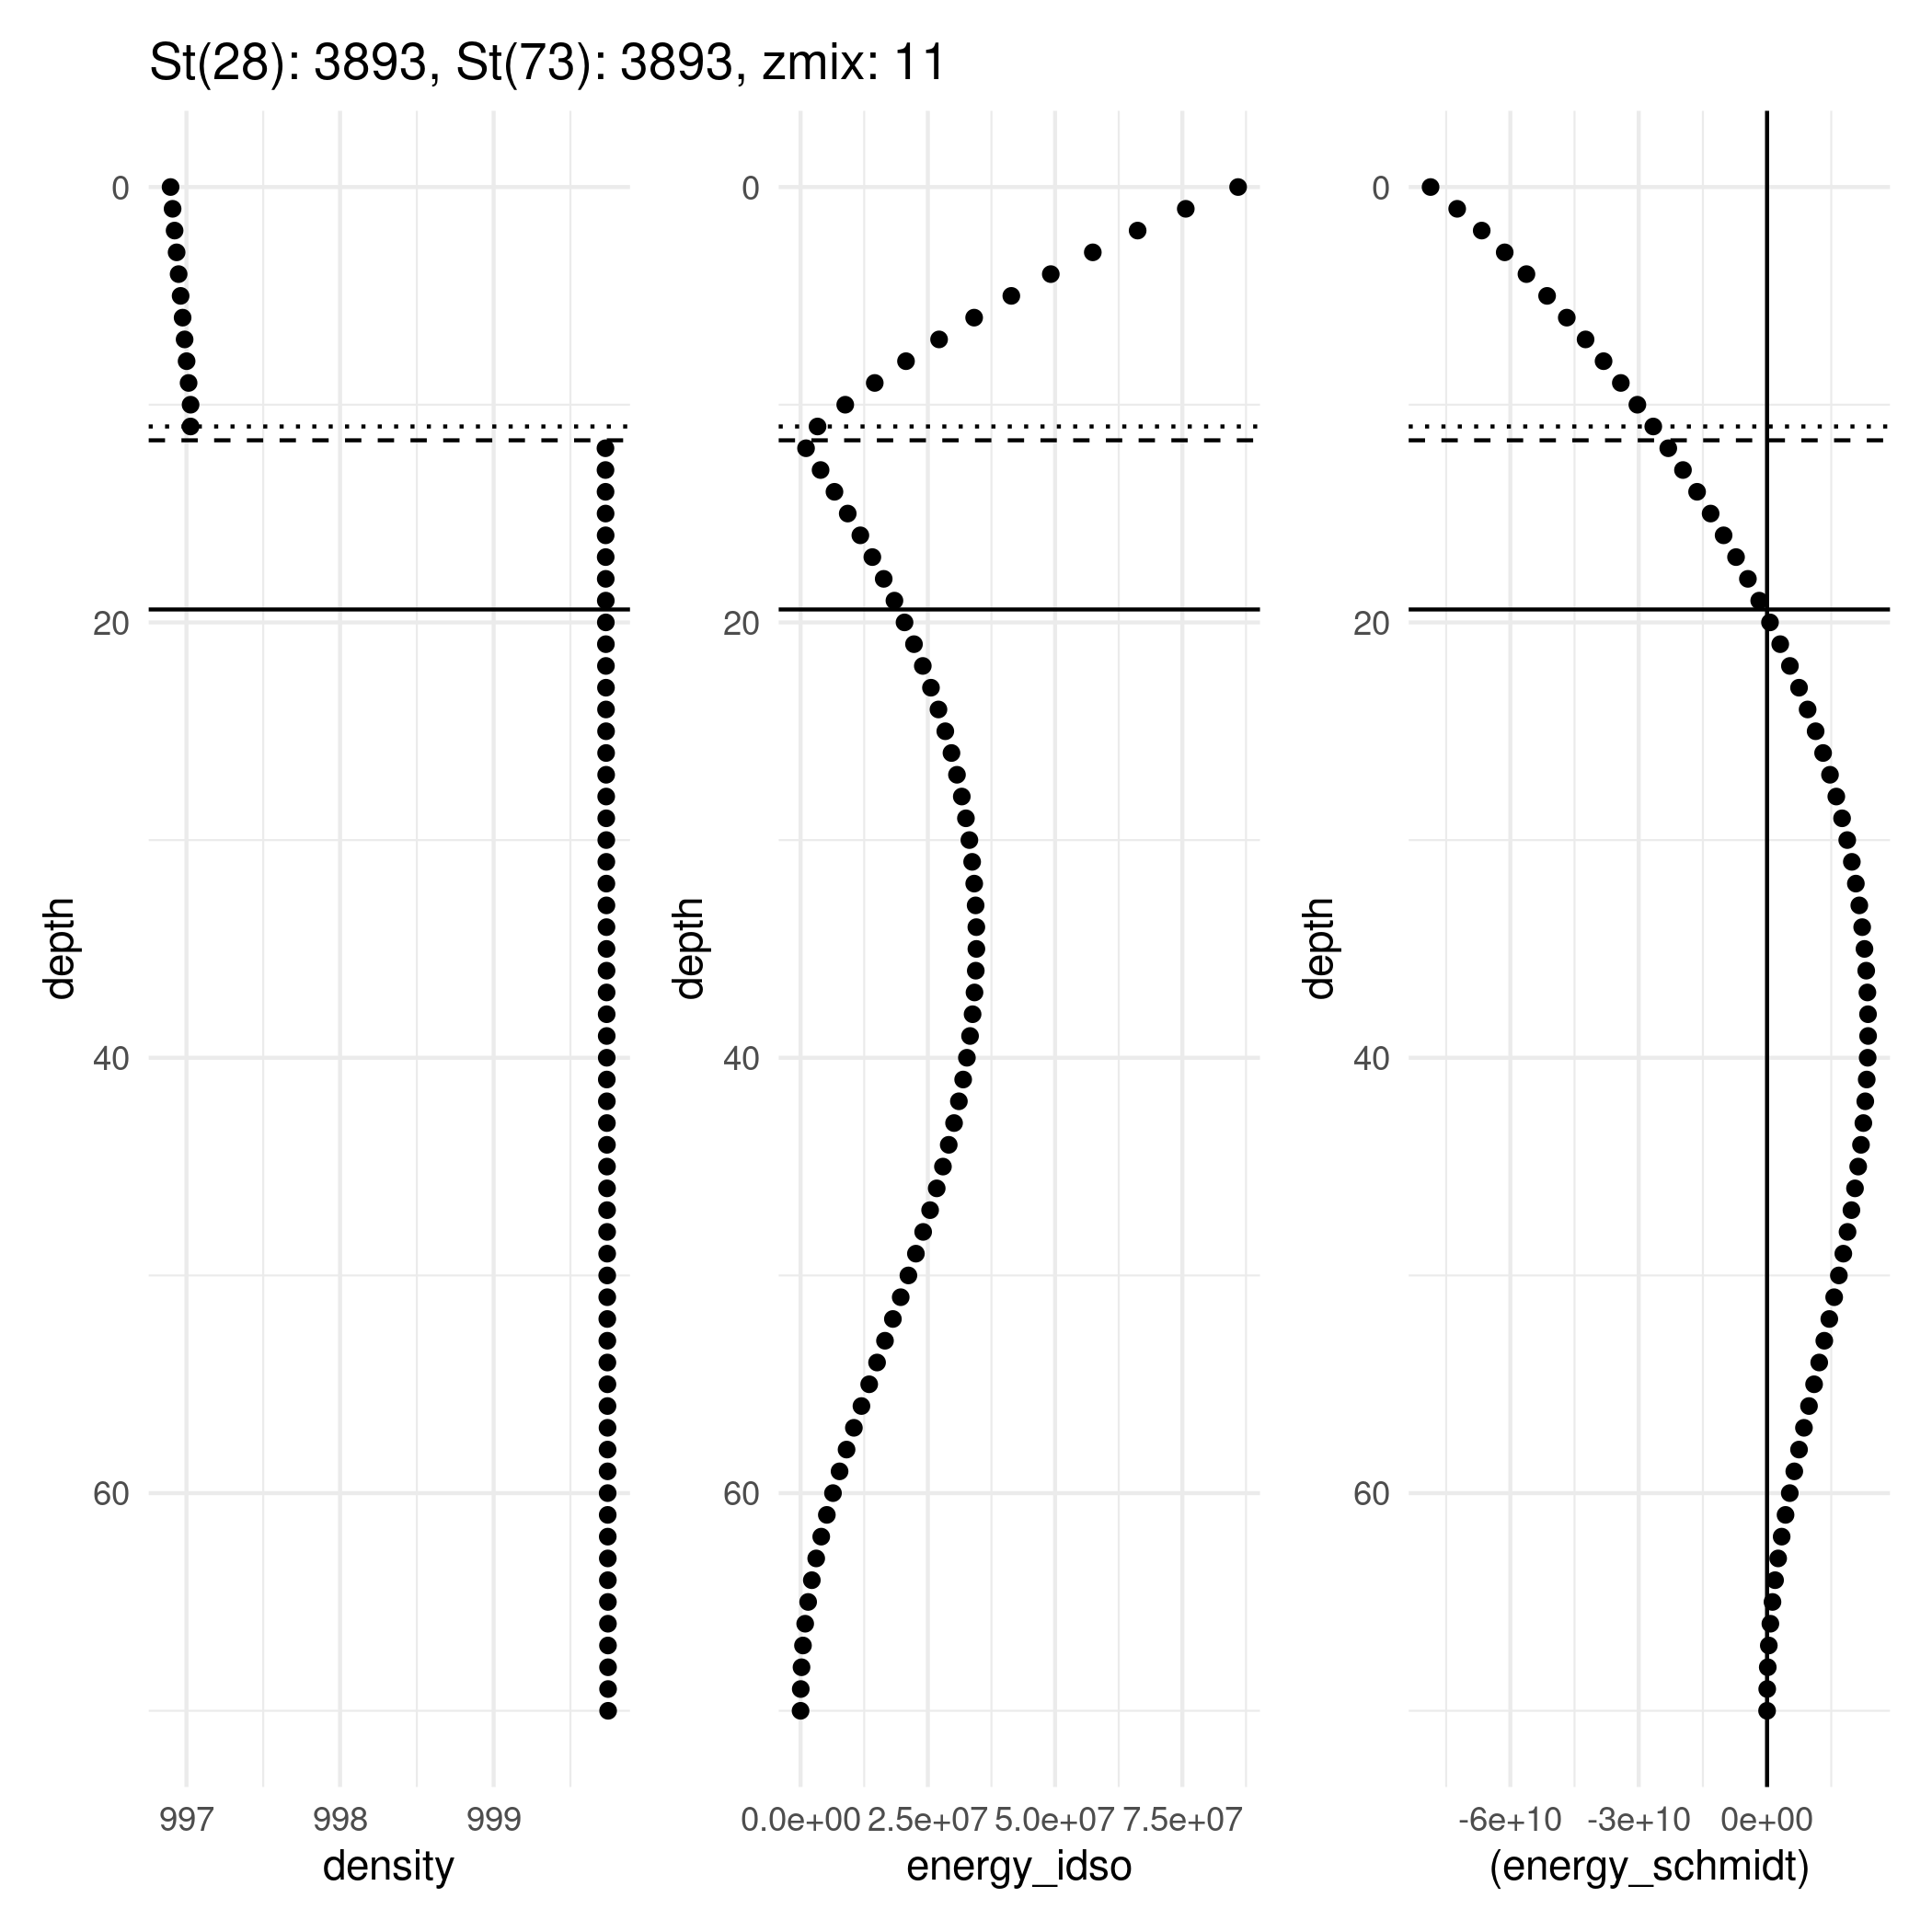 St(28): 3893, St(73): 3893, zmix: 11
0
20
40
60
depth
997 998 999
density
0
20
40
60
depth
0.0e+00 2.5e+07 5.0e+07 7.5e+07
energy_idso
0
20
40
60
depth
-6e+10 -3e+10 0e+00
(energy_schmidt)